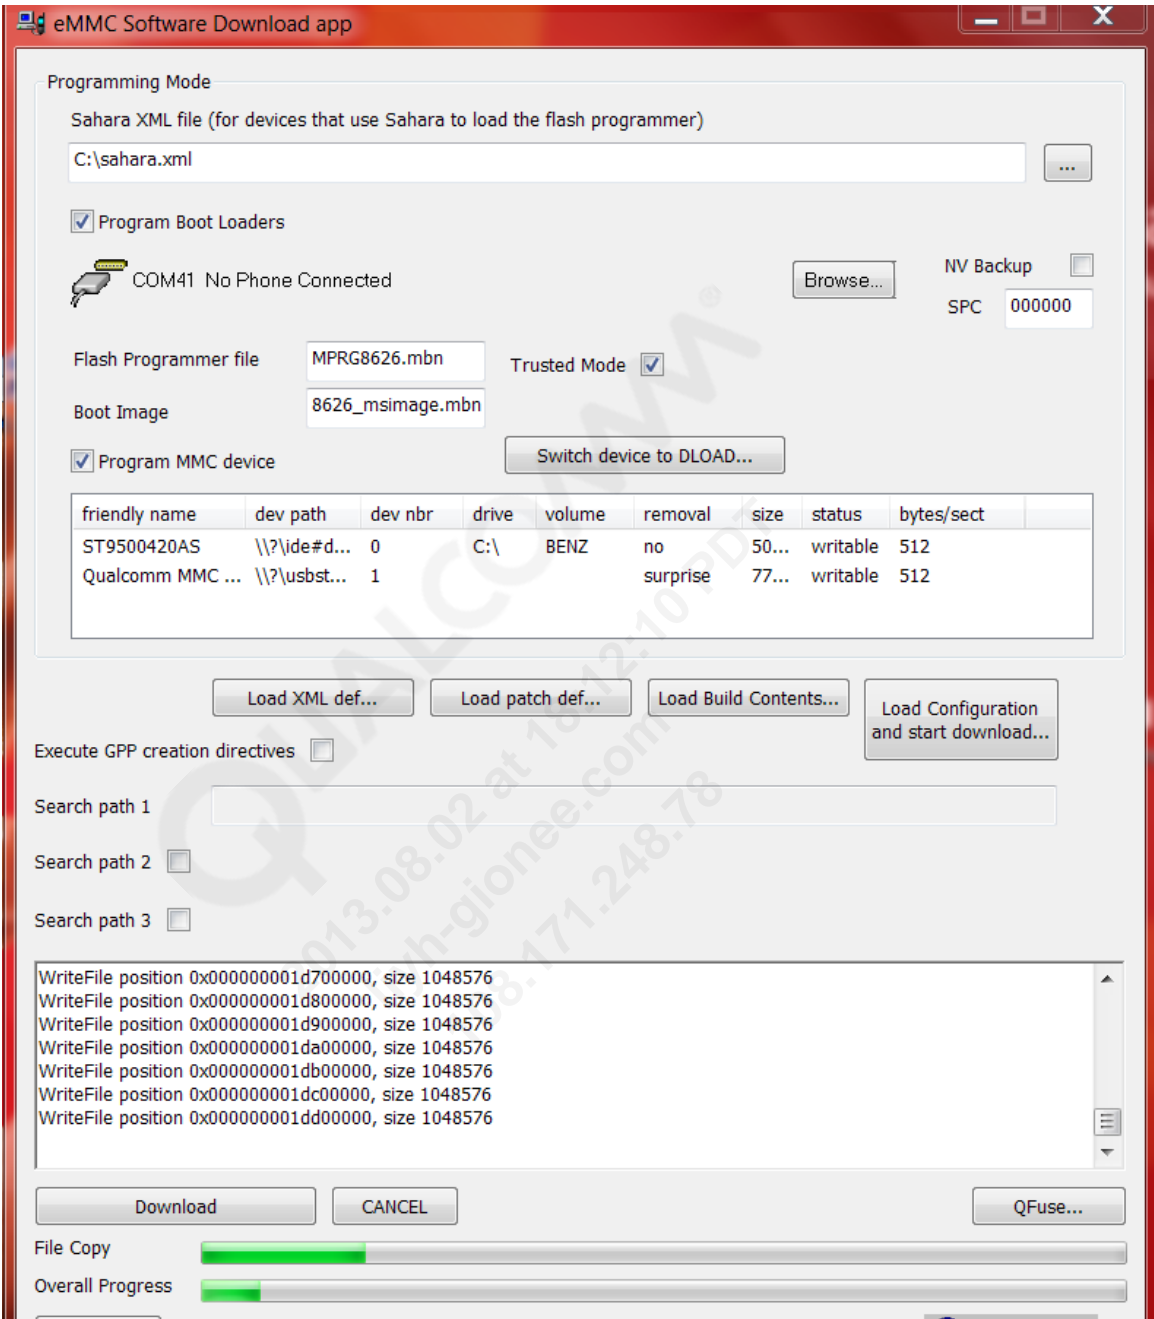 eMMC Software Download app
X
Programming Mode
Sahara XML file (for devices that use Sahara to load the flash programmer)
C:\sahara.xml
...
Program Boot Loaders
COM41 No Phone Connected
Browse...
NV Backup
SPC 000000
Flash Programmer file MPRG8626.mbn Trusted Mode
Boot Image 8626_msimage.mbn
Program MMC device Switch device to DLOAD...
friendly name dev path dev nbr drive volume removal size status bytes/sect
ST9500420AS \\?\ide#d... 0 C:\ BENZ no 50... writable 512
Qualcomm MMC ... \\?\usbst... 1 surprise 77... writable 512
Load XML def... Load patch def... Load Build Contents... Load Configuration
and start download...
Execute GPP creation directives
Search path 1
Search path 2
Search path 3
WriteFile position 0x000000001d700000, size 1048576
WriteFile position 0x000000001d800000, size 1048576
WriteFile position 0x000000001d900000, size 1048576
WriteFile position 0x000000001da00000, size 1048576
WriteFile position 0x000000001db00000, size 1048576
WriteFile position 0x000000001dc00000, size 1048576
WriteFile position 0x000000001dd00000, size 1048576
Download CANCEL QFuse...
File Copy
Overall Progress
QUALCOMM®